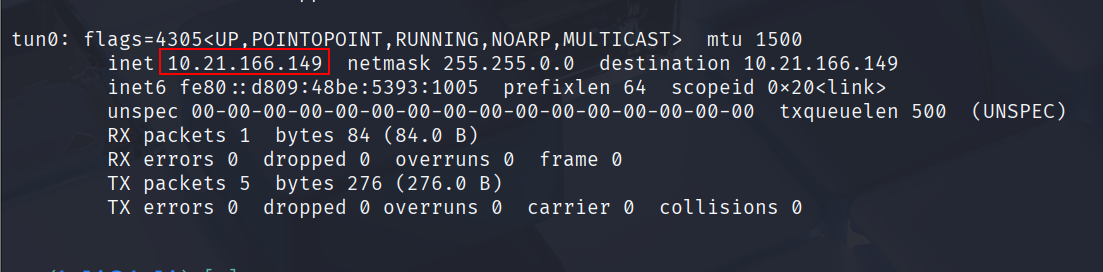 tun0: flags=4305<UP,POINTOPOINT,RUNNING,NOARP,MULTICAST>  mtu 1500
inet 10.21.166.149  netmask 255.255.0.0  destination 10.21.166.149
inet6 fe80::d809:48be:5393:1005  prefixlen 64  scopeid 0×20<link>
unspec 00-00-00-00-00-00-00-00-00-00-00-00-00-00-00-00  txqueuelen 500  (UNSPEC)
RX packets 1  bytes 84 (84.0 B)
RX errors 0  dropped 0  overruns 0  frame 0
TX packets 5  bytes 276 (276.0 B)
TX errors 0  dropped 0 overruns 0  carrier 0  collisions 0